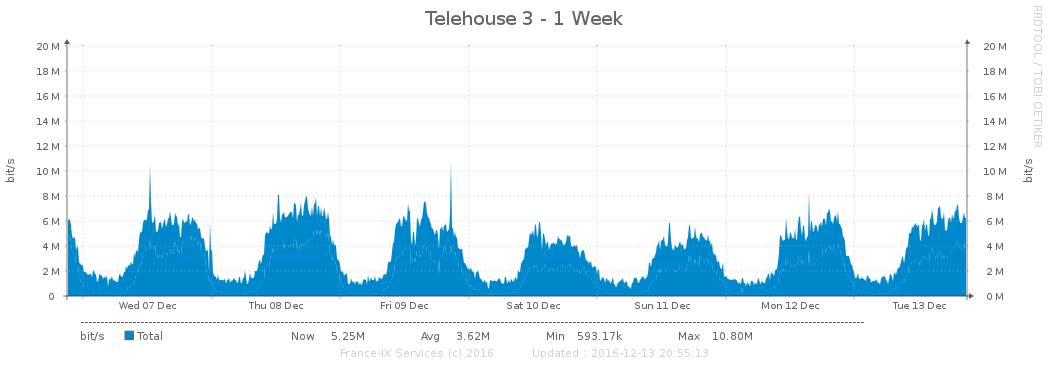 Telehouse 3 - 1 Week
RRDTOOL / TOBI OETIKER
bit/s
20 M
18 M
16 M
14 M
12 M
10 M
8 M
6 M
4 M
2 M
0
20 M
18 M
16 M
14 M
12 M
10 M
8 M
6 M
4 M
2 M
0 M
bit/s
Wed 07 Dec Thu 08 Dec Fri 09 Dec Sat 10 Dec Sun 11 Dec Mon 12 Dec Tue 13 Dec
bit/s Total Now 5.25M Avg 3.62M Min 593.17k Max 10.80M
France-IX Services (c) 2016 Updated : 2016-12-13 20:55:13